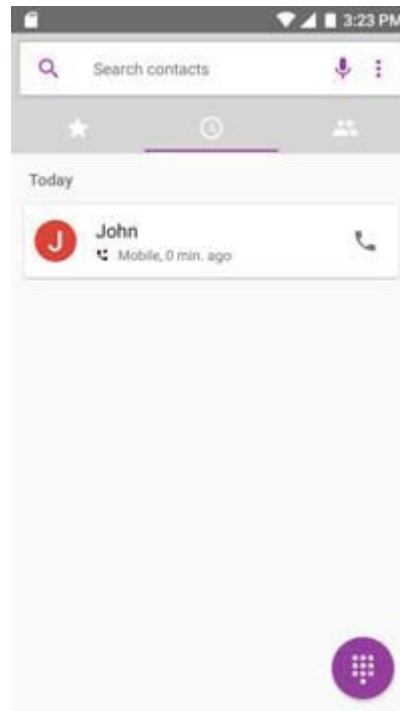 3:23 PM
Search contacts
Today
J
John
Mobile, 0 min. ago